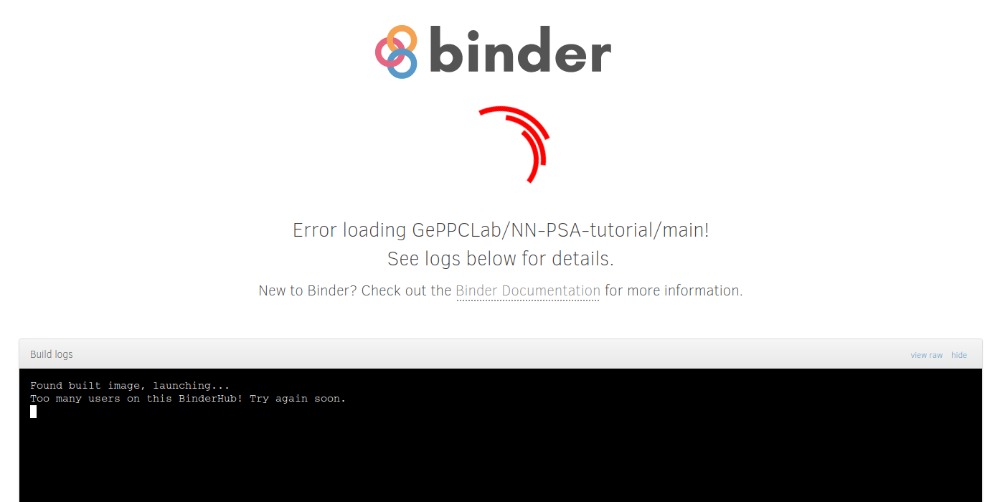 binder
Error loading GePPCLab/NN-PSA-tutorial/main!
See logs below for details.
New to Binder? Check out the Binder Documentation for more information.
Build logs view raw hide
Found built image, launching...
Too many users on this BinderHub! Try again soon.